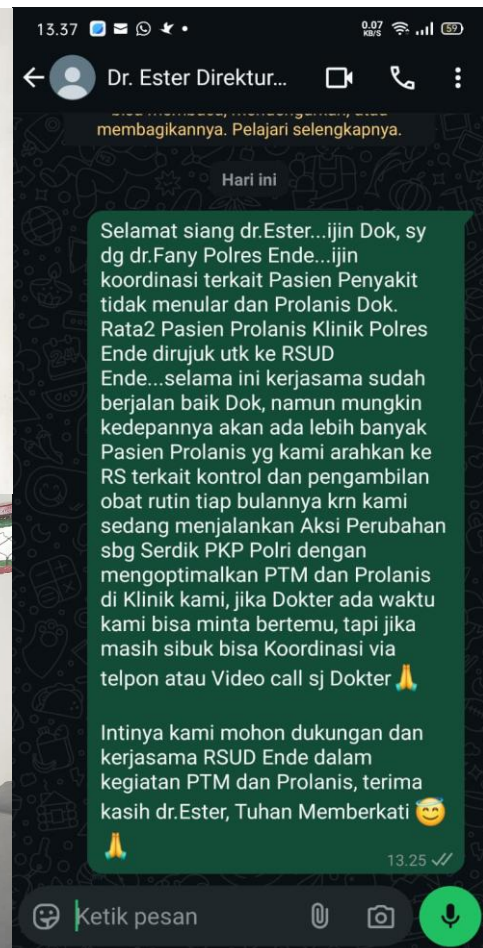 13.37
0.07
KB/S
59
Dr. Ester Direktur...
membagikannya. Pelajari selengkapnya.
Hari ini
Selamat siang dr.Ester...ijin Dok, sy
dg dr.Fany Polres Ende...ijin
koordinasi terkait Pasien Penyakit
tidak menular dan Prolanis Dok.
Rata2 Pasien Prolanis Klinik Polres
Ende dirujuk utk ke RSUD
Ende...selama ini kerjasama sudah
berjalan baik Dok, namun mungkin
kedepannya akan ada lebih banyak
Pasien Prolanis yg kami arahkan ke
RS terkait kontrol dan pengambilan
obat rutin tiap bulannya krn kami
sedang menjalankan Aksi Perubahan
sbg Serdik PKP Polri dengan
mengoptimalkan PTM dan Prolanis
di Klinik kami, jika Dokter ada waktu
kami bisa minta bertemu, tapi jika
masih sibuk bisa Koordinasi via
telpon atau Video call sj Dokter 🙏
Intinya kami mohon dukungan dan
kerjasama RSUD Ende dalam
kegiatan PTM dan Prolanis, terima
kasih dr.Ester, Tuhan Memberkati 😇
🙏
13.25
Ketik pesan